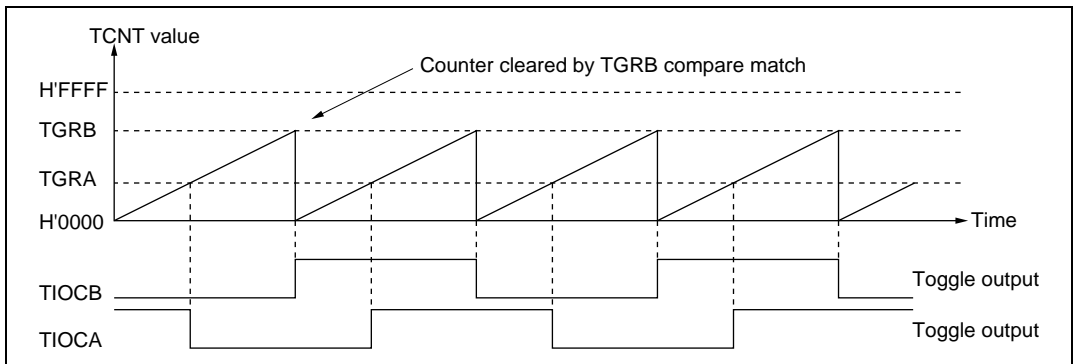 TCNT value
Counter cleared by TGRB compare match
H'FFFF
TGRB
TGRA
H'0000
Time
TIOCB
Toggle output
TIOCA
Toggle output